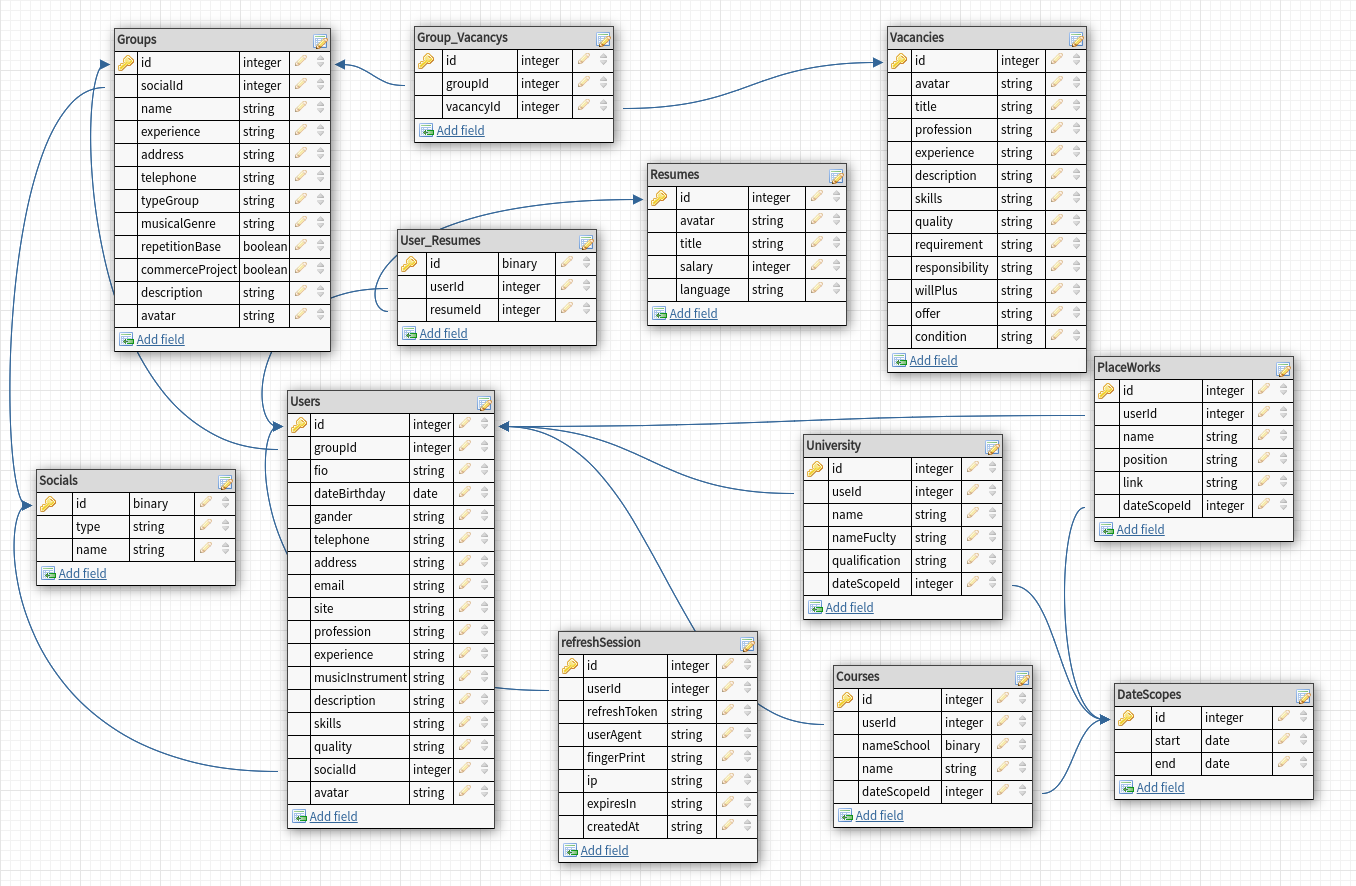 Groups
id integer
socialId integer
name string
experience string
address string
telephone string
typeGroup string
musicalGenre string
repetitionBase boolean
commerceProject boolean
description string
avatar string
Add field
Group_Vacancys
id integer
groupId integer
vacancyId integer
Add field
Vacancies
id integer
avatar string
title string
profession string
experience string
description string
skills string
quality string
requirement string
responsibility string
willPlus string
offer string
condition string
Add field
Resumes
id integer
avatar string
title string
salary integer
language string
Add field
User_Resumes
id binary
userId integer
resumeId integer
Add field
PlaceWorks
id integer
userId integer
name string
position string
link string
dateScopeId integer
Add field
Users
id integer
groupId integer
fio string
dateBirthday date
gander string
telephone string
address string
email string
site string
profession string
experience string
musicInstrument string
description string
skills string
quality string
socialId integer
avatar string
Add field
University
id integer
useId integer
name string
nameFuclty string
qualification string
dateScopeId integer
Add field
Socials
id binary
type string
name string
Add field
refreshSession
id integer
userId integer
refreshToken string
userAgent string
fingerPrint string
ip string
expiresIn string
createdAt string
Add field
Courses
id integer
userId integer
nameSchool binary
name string
dateScopeId integer
Add field
DateScopes
id integer
start date
end date
Add field